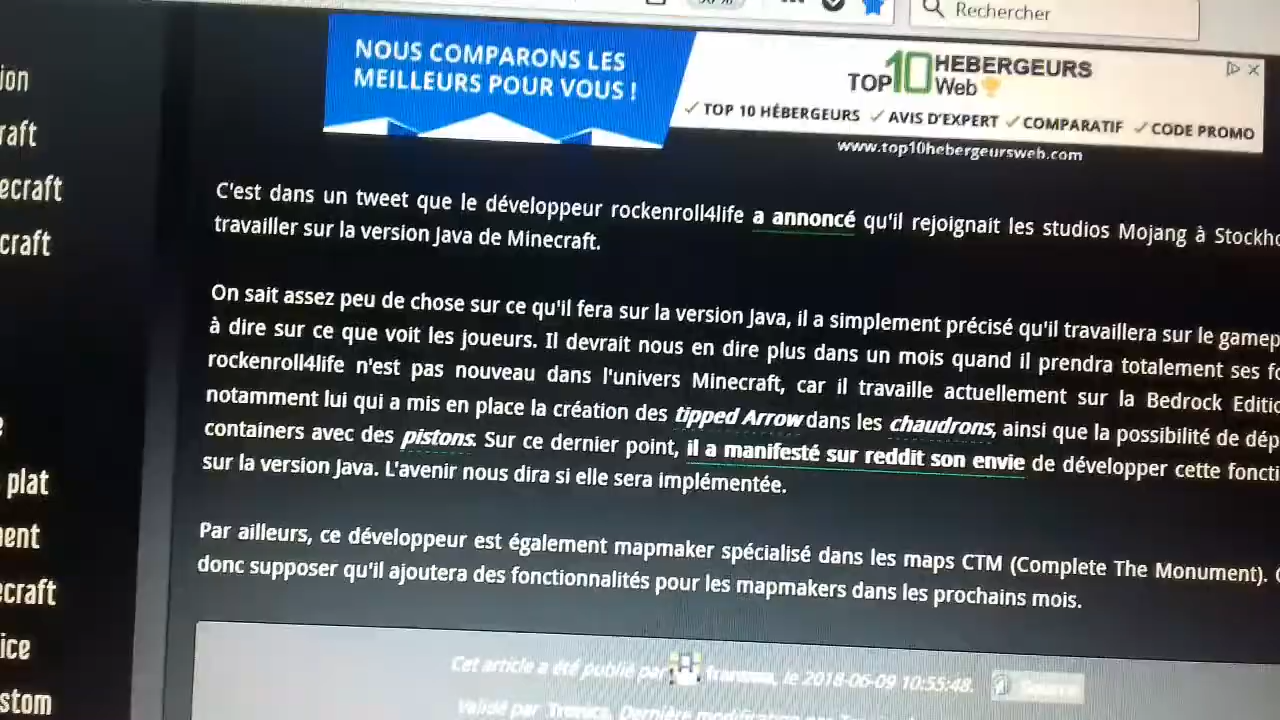 Rechercher
NOUS COMPARONS LES
MEILLEURS POUR VOUS !
TOP10 HEBERGEURS
Web
✓ TOP 10 HÉBERGEURS ✓ AVIS D'EXPERT ✓ COMPARATIF ✓ CODE PROMO
www.top10hebergeursweb.com
ion
raft
ecraft
craft
plat
ent
craft
ice
stom
C'est dans un tweet que le développeur rockenroll4life a annoncé qu'il rejoignait les studios Mojang à Stockho
travailler sur la version Java de Minecraft.
On sait assez peu de chose sur ce qu'il fera sur la version Java, il a simplement précisé qu'il travaillera sur le gamep
à dire sur ce que voit les joueurs. Il devrait nous en dire plus dans un mois quand il prendra totalement ses fo
rockenroll4life n'est pas nouveau dans l'univers Minecraft, car il travaille actuellement sur la Bedrock Editio
notamment lui qui a mis en place la création des tipped Arrow dans les chaudrons, ainsi que la possibilité de dép
containers avec des pistons. Sur ce dernier point, il a manifesté sur reddit son envie de développer cette foncti
sur la version Java. L'avenir nous dira si elle sera implémentée.
Par ailleurs, ce développeur est également mapmaker spécialisé dans les maps CTM (Complete The Monument).
donc supposer qu'il ajoutera des fonctionnalités pour les mapmakers dans les prochains mois.
Cet article a été publié par le 2018-06-09 10:55:48.
Validé par Dernière modification par